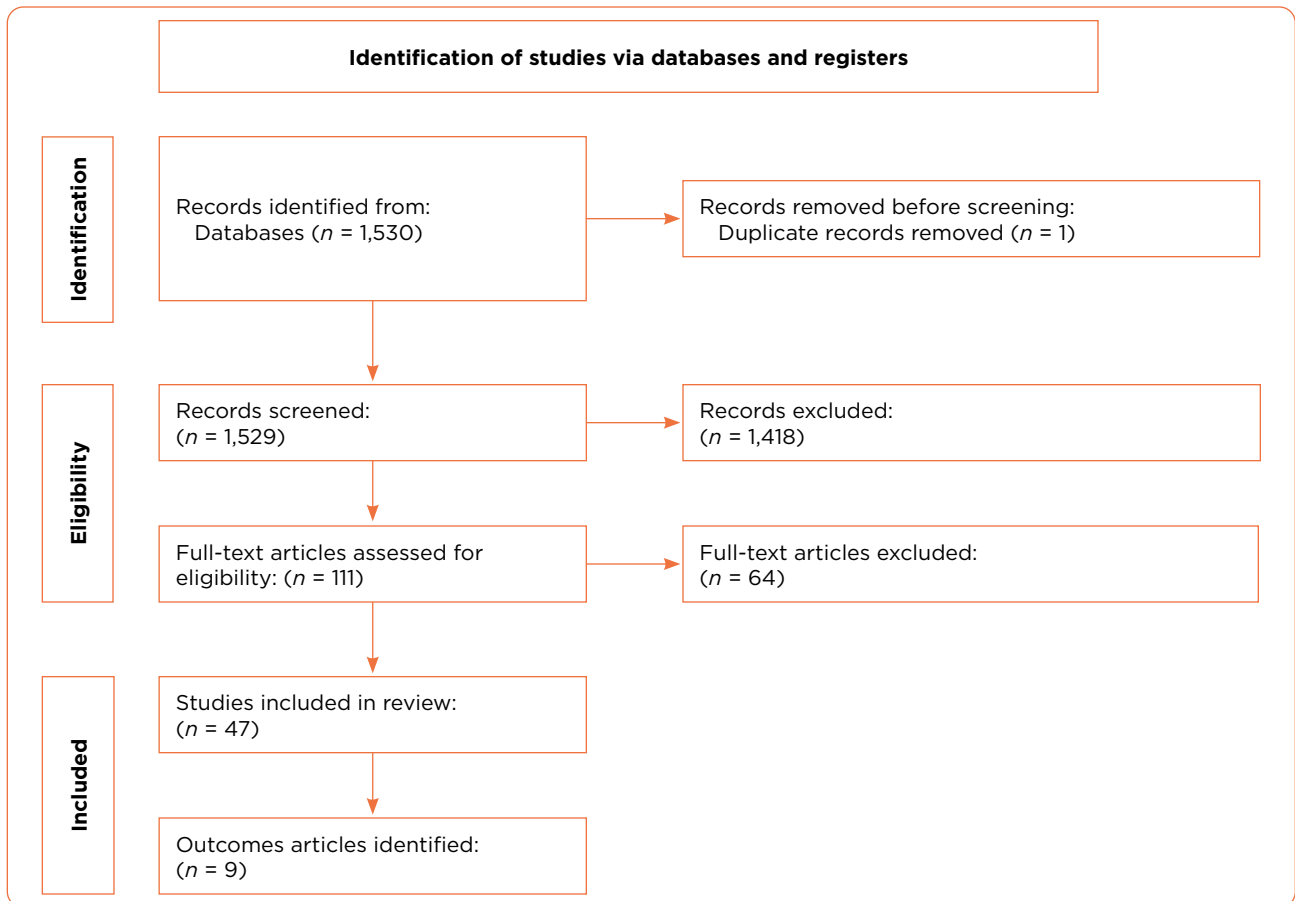 Identification of studies via databases and registers
Identification
Records identified from:
Databases (n = 1,530)
Records removed before screening:
Duplicate records removed (n = 1)
Eligibility
Records screened:
(n = 1,529)
Records excluded:
(n = 1,418)
Full-text articles assessed for
eligibility: (n = 111)
Full-text articles excluded:
(n = 64)
Included
Studies included in review:
(n = 47)
Outcomes articles identified:
(n = 9)